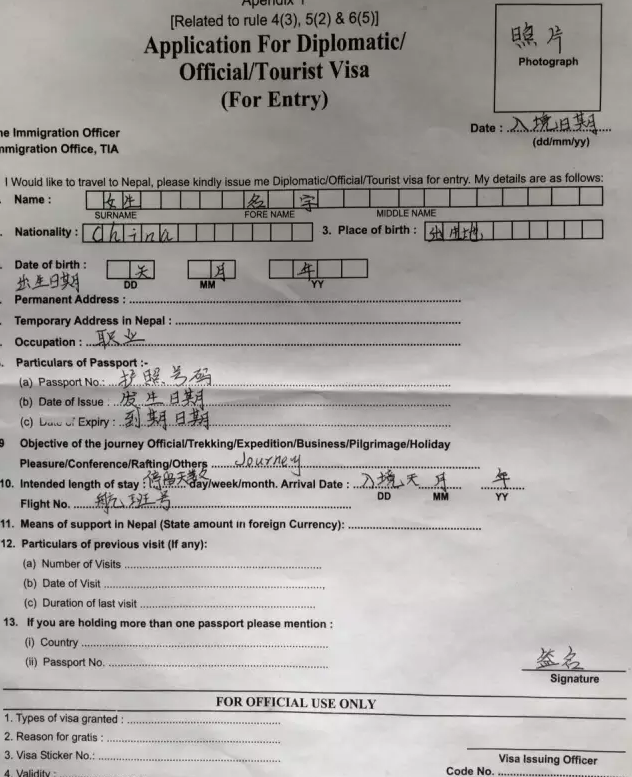 Apendix 1
[Related to rule 4(3), 5(2) & 6(5)]
Application For Diplomatic/
Official/Tourist Visa
(For Entry)
照片
Photograph
Date : 入境日期
(dd/mm/yy)
he Immigration Officer
mmigration Office, TIA
I Would like to travel to Nepal, please kindly issue me Diplomatic/Official/Tourist visa for entry. My details are as follows:
Name : 名字
SURNAME FORE NAME MIDDLE NAME
Nationality : China 3. Place of birth : 出生地
Date of birth : 天 月 年
出生日期 DD MM YY
Permanent Address :
Temporary Address in Nepal :
Occupation : 职业
Particulars of Passport :-
(a) Passport No.: 护照号码
(b) Date of Issue : 发生日期
(c) Date of Expiry : 到期日期
9 Objective of the journey Official/Trekking/Expedition/Business/Pilgrimage/Holiday
Pleasure/Conference/Rafting/Others Journey
10. Intended length of stay : 停留天数 day/week/month. Arrival Date : 入境天 月 年
DD MM YY
Flight No. 航班号
11. Means of support in Nepal (State amount in foreign Currency):
12. Particulars of previous visit (If any):
(a) Number of Visits
(b) Date of Visit
(c) Duration of last visit
13. If you are holding more than one passport please mention :
(i) Country
(ii) Passport No.
签名
Signature
FOR OFFICIAL USE ONLY
1. Types of visa granted :
2. Reason for gratis :
3. Visa Sticker No.:
4. Validity :
Visa Issuing Officer
Code No.